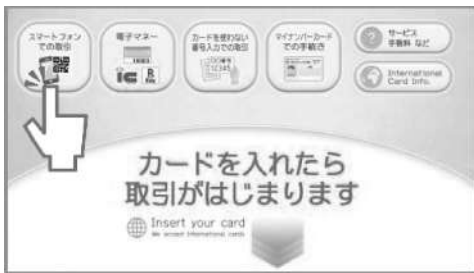 スマートフォン
での取引
電子マネー
カードを使わない
番号入力での取引
マイナンバーカード
での手続き
サービス
手数料 など
International
Card Info.
カードを入れたら
取引がはじまります
Insert your card
We accept international cards